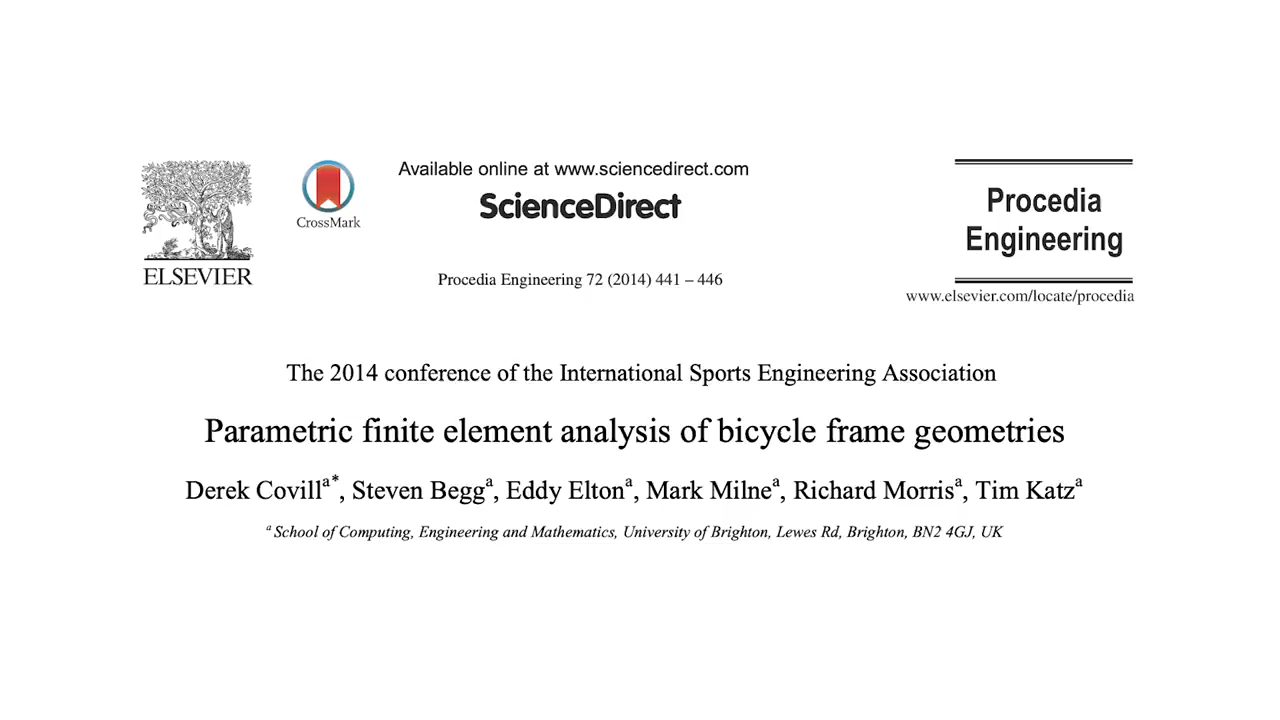 Available online at www.sciencedirect.com
CrossMark
ScienceDirect
ELSEVIER
Procedia
Engineering
Procedia Engineering 72 (2014) 441 – 446
www.elsevier.com/locate/procedia
The 2014 conference of the International Sports Engineering Association
Parametric finite element analysis of bicycle frame geometries
Derek Covillᵃ*, Steven Beggᵃ, Eddy Eltonᵃ, Mark Milneᵃ, Richard Morrisᵃ, Tim Katzᵃ
ᵃ School of Computing, Engineering and Mathematics, University of Brighton, Lewes Rd, Brighton, BN2 4GJ, UK